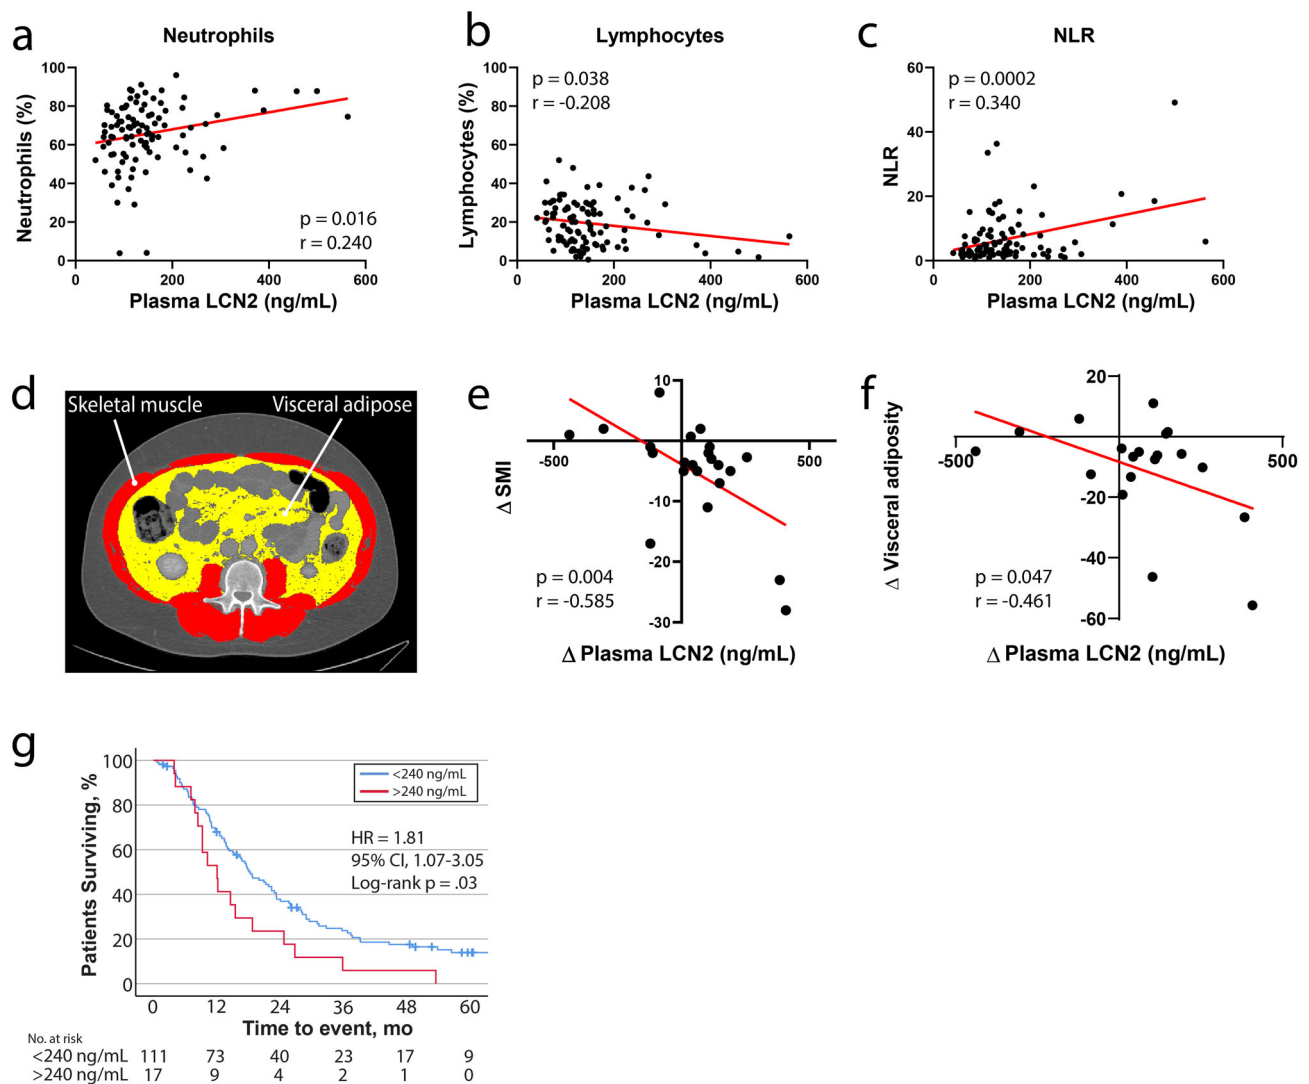 a
Neutrophils
Neutrophils (%)
100
80
60
40
20
0
0 200 400 600
p = 0.016
r = 0.240
Plasma LCN2 (ng/mL)
b
Lymphocytes
Lymphocytes (%)
100
80
60
40
20
0
0 200 400 600
p = 0.038
r = -0.208
Plasma LCN2 (ng/mL)
c
NLR
NLR
60
40
20
0
0 200 400 600
p = 0.0002
r = 0.340
Plasma LCN2 (ng/mL)
d
Skeletal muscle
Visceral adipose
e
Δ SMI
10
-10
-20
-30
-500 500
p = 0.004
r = -0.585
Δ Plasma LCN2 (ng/mL)
f
Δ Visceral adiposity
20
-20
-40
-60
-500 500
p = 0.047
r = -0.461
Δ Plasma LCN2 (ng/mL)
g
Patients Surviving, %
100
80
60
40
20
0
<240 ng/mL
>240 ng/mL
HR = 1.81
95% CI, 1.07-3.05
Log-rank p = .03
0 12 24 36 48 60
Time to event, mo
No. at risk
<240 ng/mL 111 73 40 23 17 9
>240 ng/mL 17 9 4 2 1 0